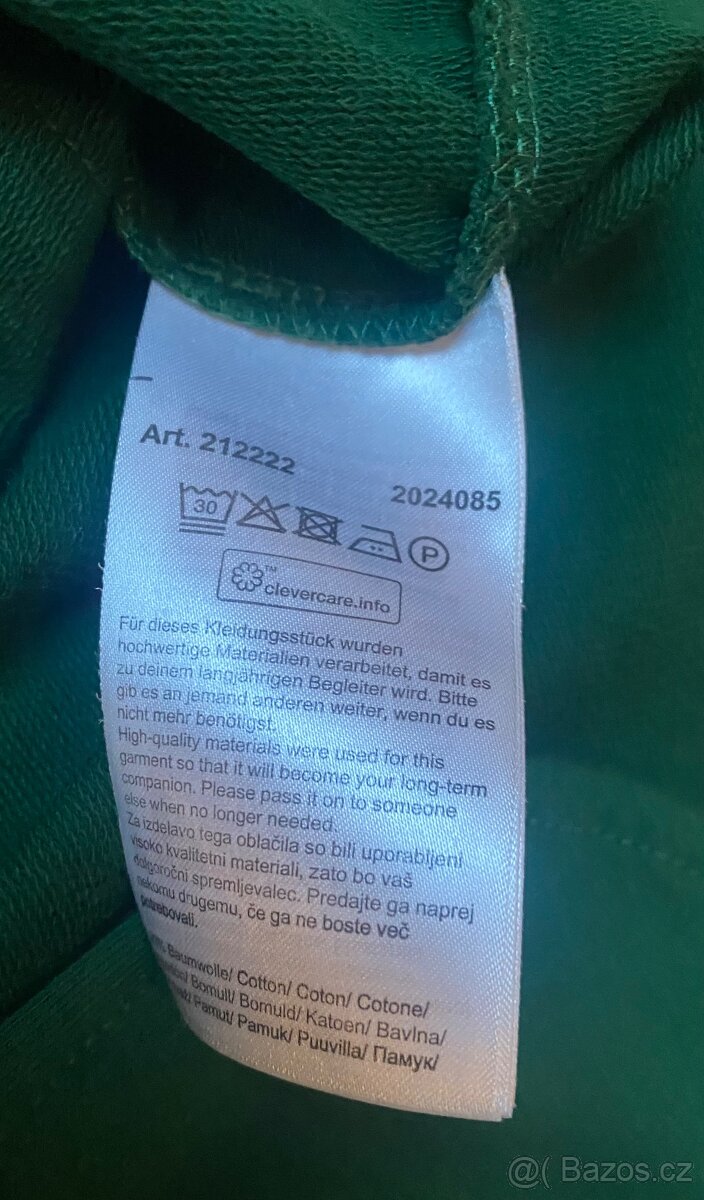 Art. 212222
2024085
30
P
™
clevercare.info
Für dieses Kleidungsstück wurden
hochwertige Materialien verarbeitet, damit es
zu deinem langjährigen Begleiter wird. Bitte
gib es an jemand anderen weiter, wenn du es
nicht mehr benötigst.
High-quality materials were used for this
garment so that it will become your long-term
companion. Please pass it on to someone
else when no longer needed.
Za izdelavo tega oblačila so bili uporabljeni
visoko kvalitetni materiali, zato bo vaš
dolgoročni spremljevalec. Predajte ga naprej
nekomu drugemu, če ga ne boste več
potrebovali.
Baumwolle/ Cotton/ Coton/ Cotone/
Bomull/ Bomuld/ Katoen/ Bavlna/
Pamut/ Pamuk/ Puuvilla/ Памук/
@( Bazos.cz